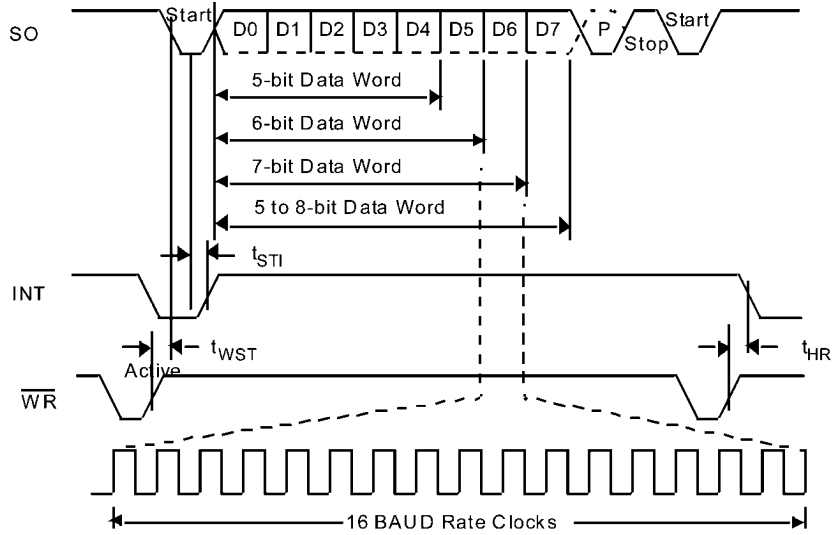 Start
SO
D0 D1 D2 D3 D4 D5 D6 D7
P
Stop
Start
5-bit Data Word
6-bit Data Word
7-bit Data Word
5 to 8-bit Data Word
tSTI
INT
tWST
tHR
Active
WR
16 BAUD Rate Clocks